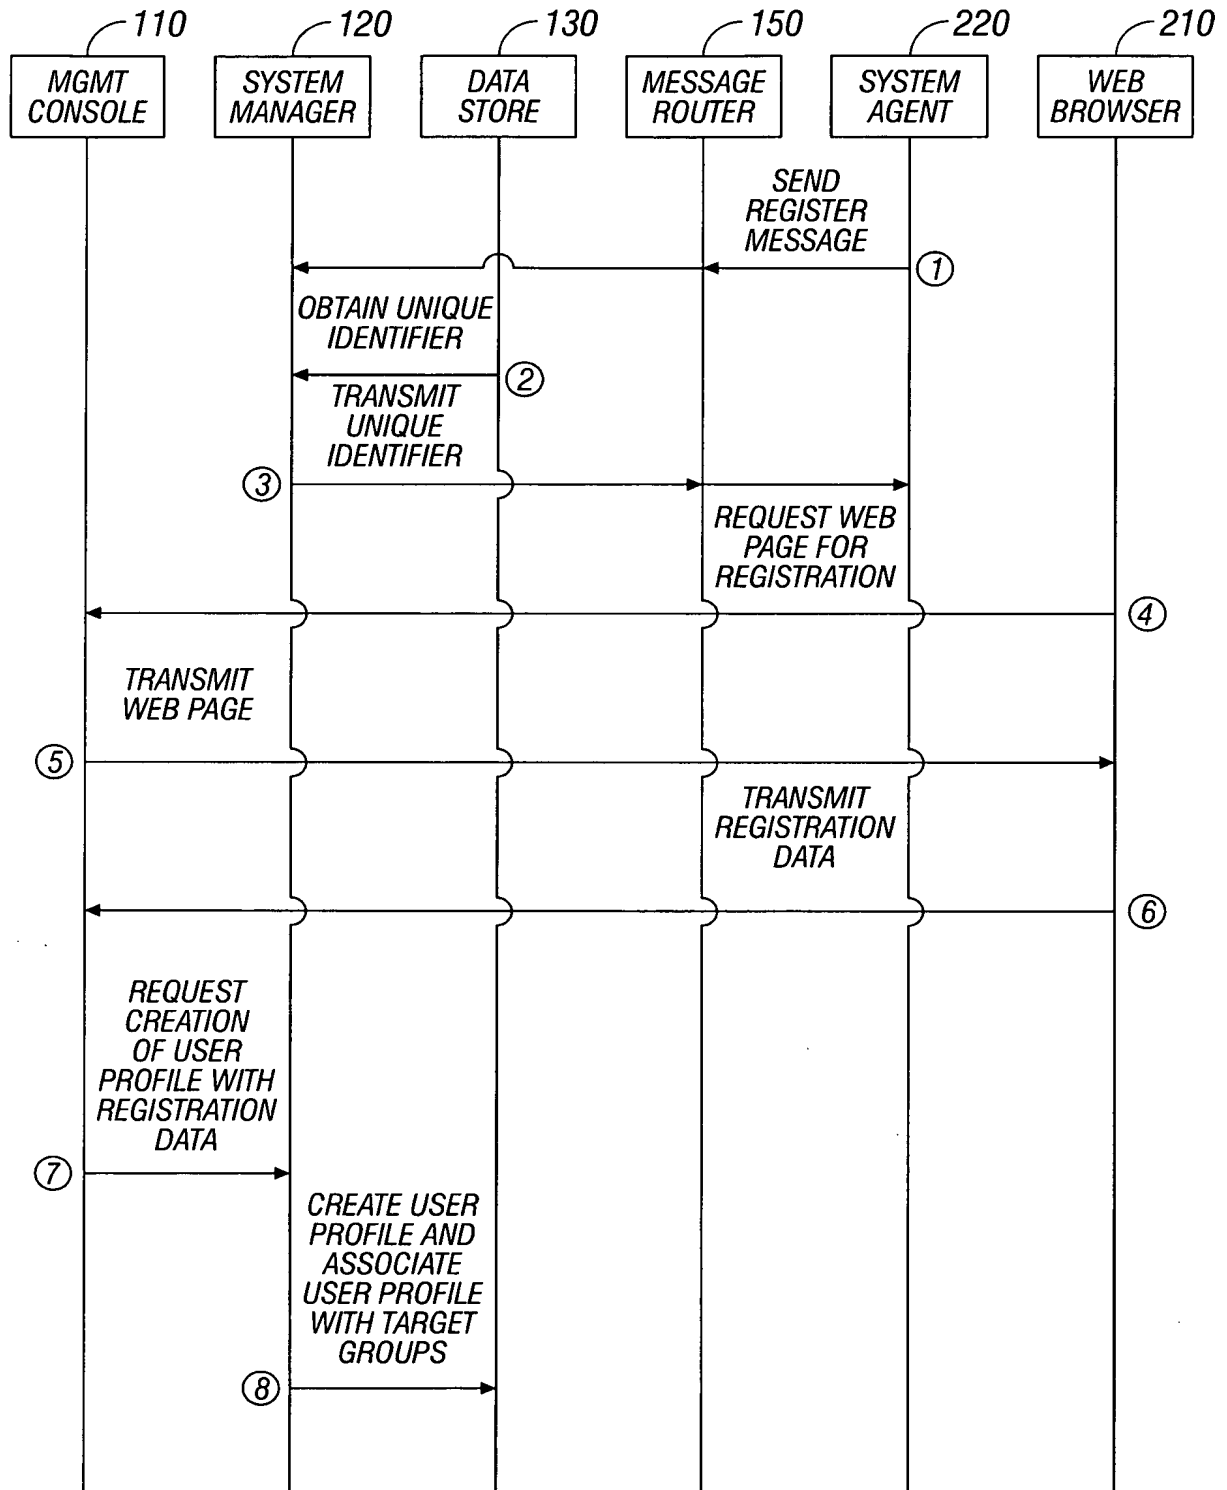 110 120 130 150 220 210
MGMT CONSOLE
SYSTEM MANAGER
DATA STORE
MESSAGE ROUTER
SYSTEM AGENT
WEB BROWSER
SEND
REGISTER
MESSAGE
1
OBTAIN UNIQUE
IDENTIFIER
2
TRANSMIT
UNIQUE
IDENTIFIER
3
REQUEST WEB
PAGE FOR
REGISTRATION
4
TRANSMIT
WEB PAGE
5
TRANSMIT
REGISTRATION
DATA
6
REQUEST
CREATION
OF USER
PROFILE WITH
REGISTRATION
DATA
7
CREATE USER
PROFILE AND
ASSOCIATE
USER PROFILE
WITH TARGET
GROUPS
8